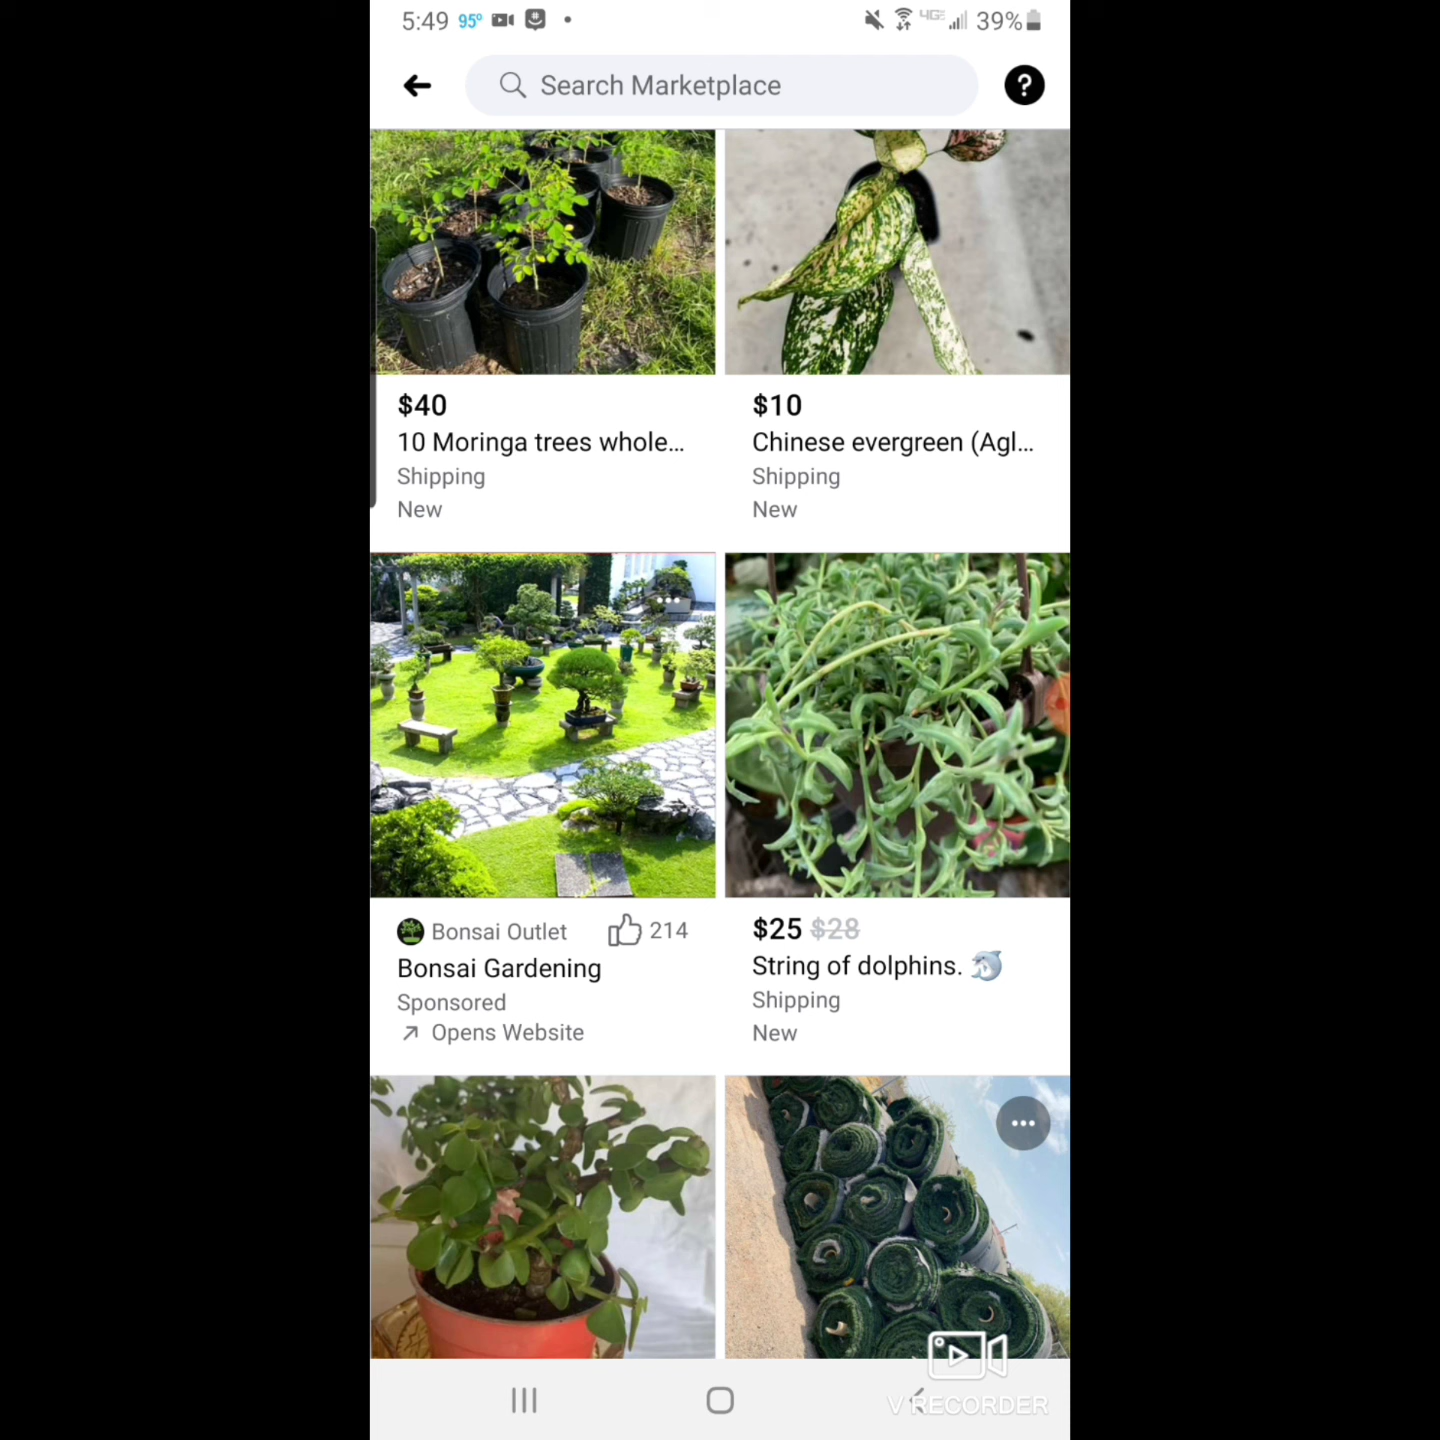 5:49 95° 4GE 39%
Search Marketplace
?
$40
10 Moringa trees whole...
Shipping
New
$10
Chinese evergreen (Agl...
Shipping
New
Bonsai Outlet 214
Bonsai Gardening
Sponsored
Opens Website
$25 $28
String of dolphins. 🐬
Shipping
New
V RECORDER